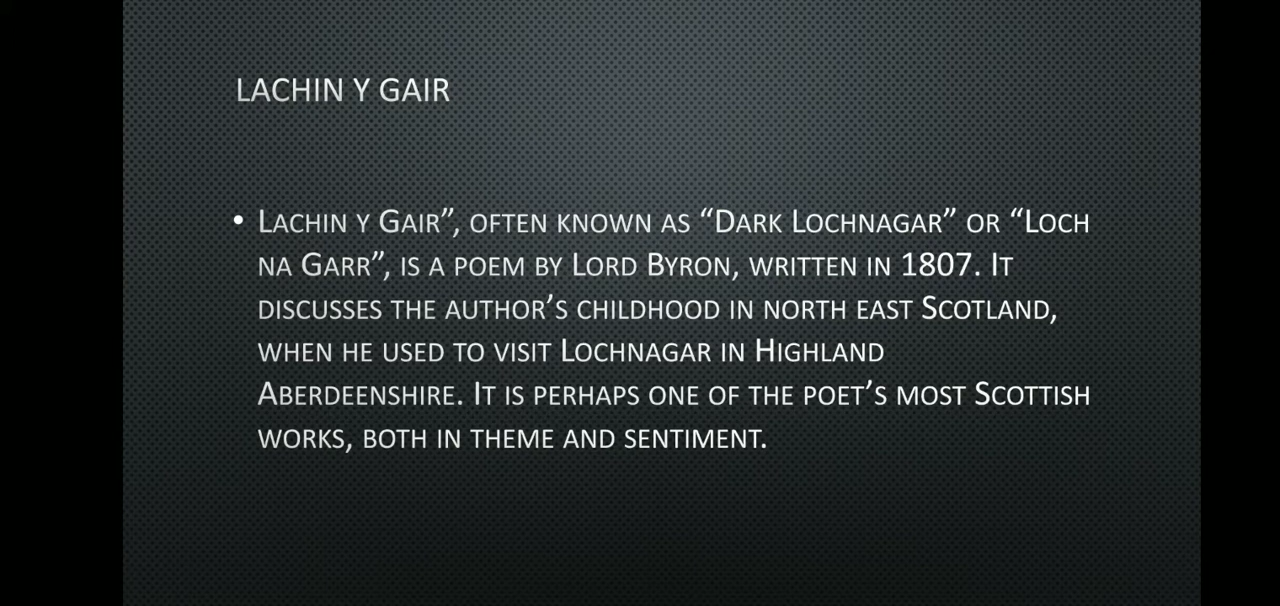 LACHIN Y GAIR
• LACHIN Y GAIR”, OFTEN KNOWN AS “DARK LOCHNAGAR” OR “LOCH
NA GARR”, IS A POEM BY LORD BYRON, WRITTEN IN 1807. IT
DISCUSSES THE AUTHOR’S CHILDHOOD IN NORTH EAST SCOTLAND,
WHEN HE USED TO VISIT LOCHNAGAR IN HIGHLAND
ABERDEENSHIRE. IT IS PERHAPS ONE OF THE POET’S MOST SCOTTISH
WORKS, BOTH IN THEME AND SENTIMENT.